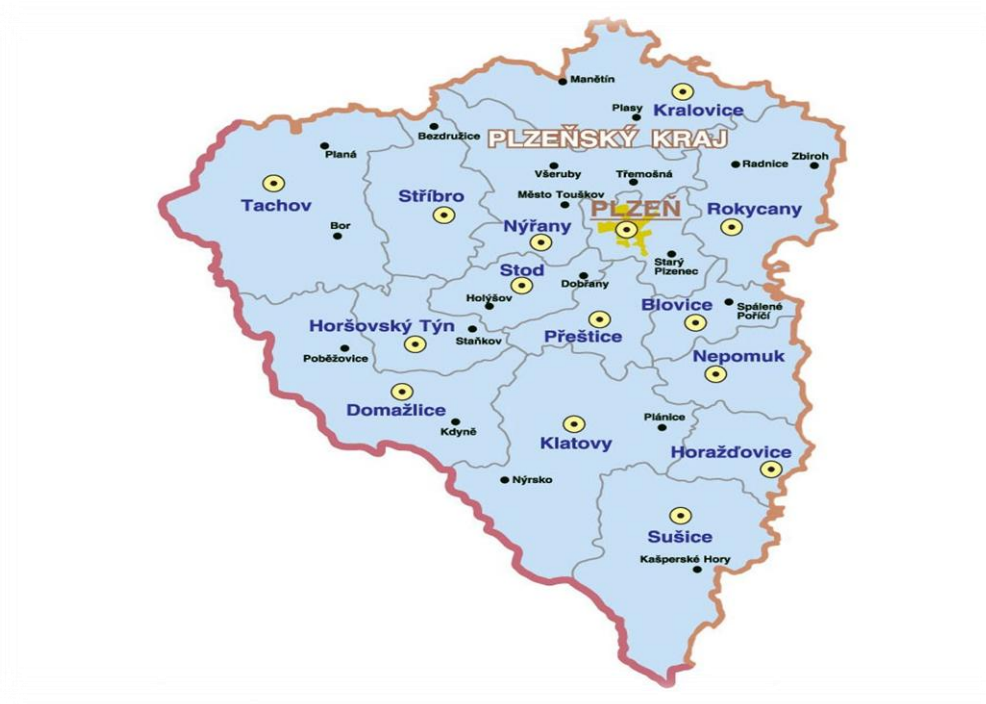 Manětín
Plasy
Kralovice
Bezdružice
PLZEŇSKÝ KRAJ
Planá
Všeruby
Třemošná
Radnice
Zbiroh
Tachov
Stříbro
Město Touškov
PLZEŇ
Rokycany
Bor
Nýřany
Stod
Starý
Plzenec
Dobřany
Holýšov
Blovice
Spálené
Poříčí
Horšovský Týn
Staňkov
Přeštice
Poběžovice
Nepomuk
Domažlice
Kdyně
Klatovy
Plánice
Horažďovice
Nýrsko
Sušice
Kašperské Hory